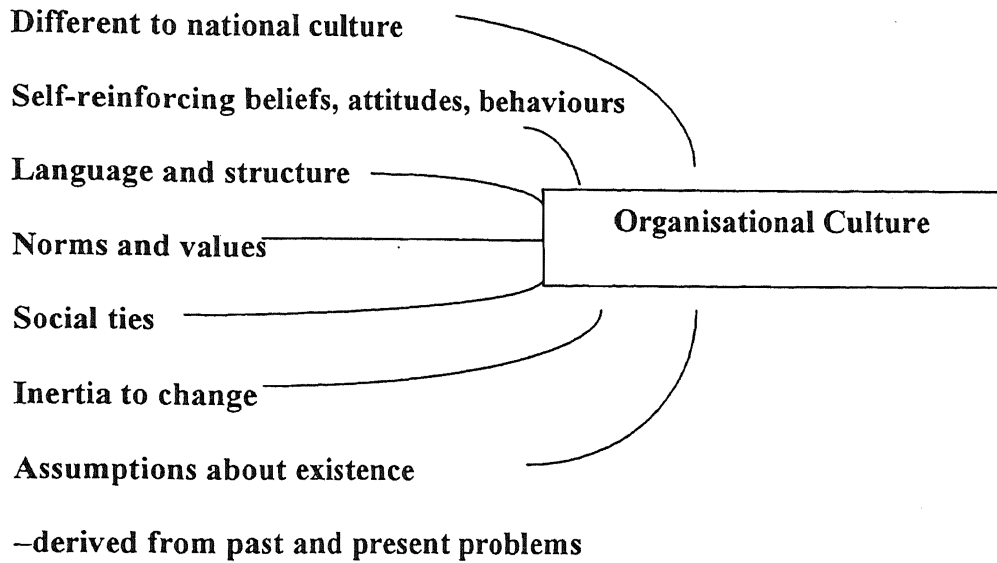 Different to national culture
Self-reinforcing beliefs, attitudes, behaviours
Language and structure
Organisational Culture
Norms and values
Social ties
Inertia to change
Assumptions about existence
–derived from past and present problems